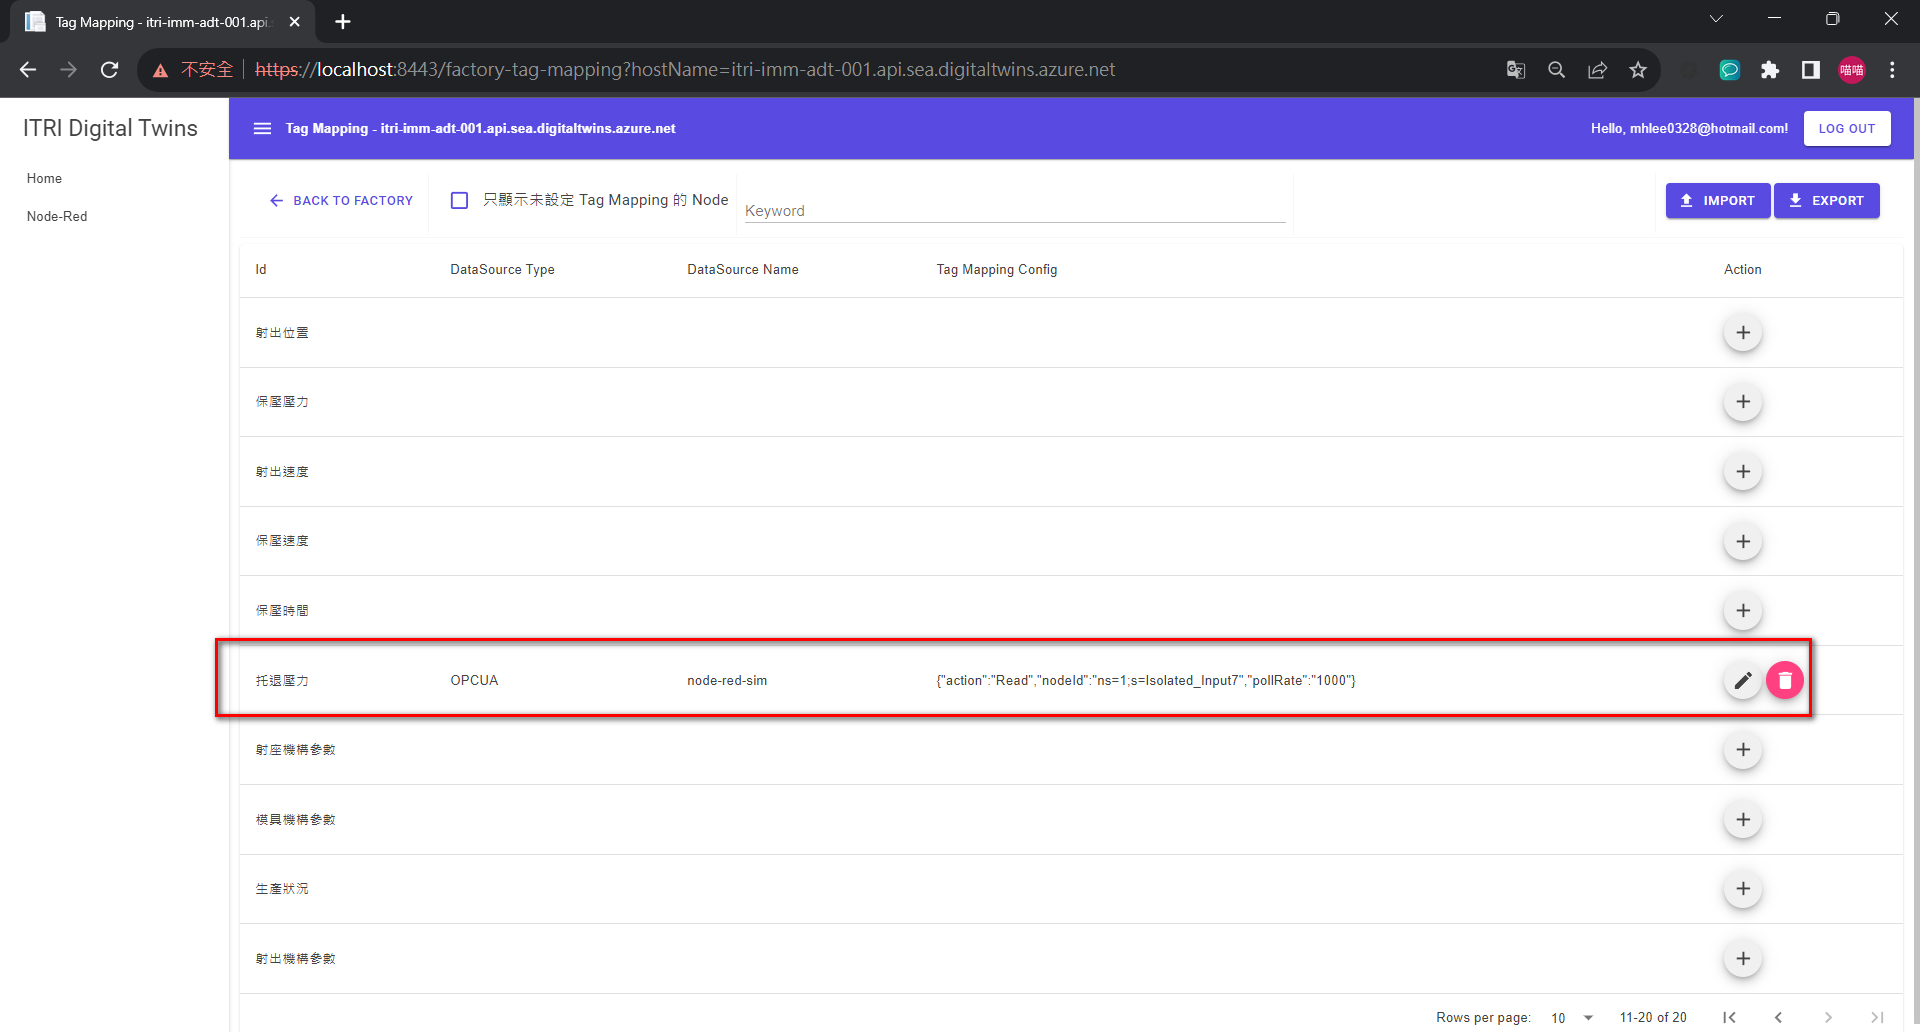 Tag Mapping - itri-imm-adt-001.api.
不安全 https://localhost:8443/factory-tag-mapping?hostName=itri-imm-adt-001.api.sea.digitaltwins.azure.net 喵喵
ITRI Digital Twins
Tag Mapping - itri-imm-adt-001.api.sea.digitaltwins.azure.net
Hello, mhlee0328@hotmail.com!
LOG OUT
Home
Node-Red
BACK TO FACTORY
只顯示未設定 Tag Mapping 的 Node
Keyword
IMPORT
EXPORT
Id DataSource Type DataSource Name Tag Mapping Config Action
射出位置
保壓壓力
射出速度
保壓速度
保壓時間
托退壓力 OPCUA node-red-sim {"action":"Read","nodeId":"ns=1;s=Isolated_Input7","pollRate":"1000"}
射座機構參數
模具機構參數
生產狀況
射出機構參數
Rows per page: 10 11-20 of 20